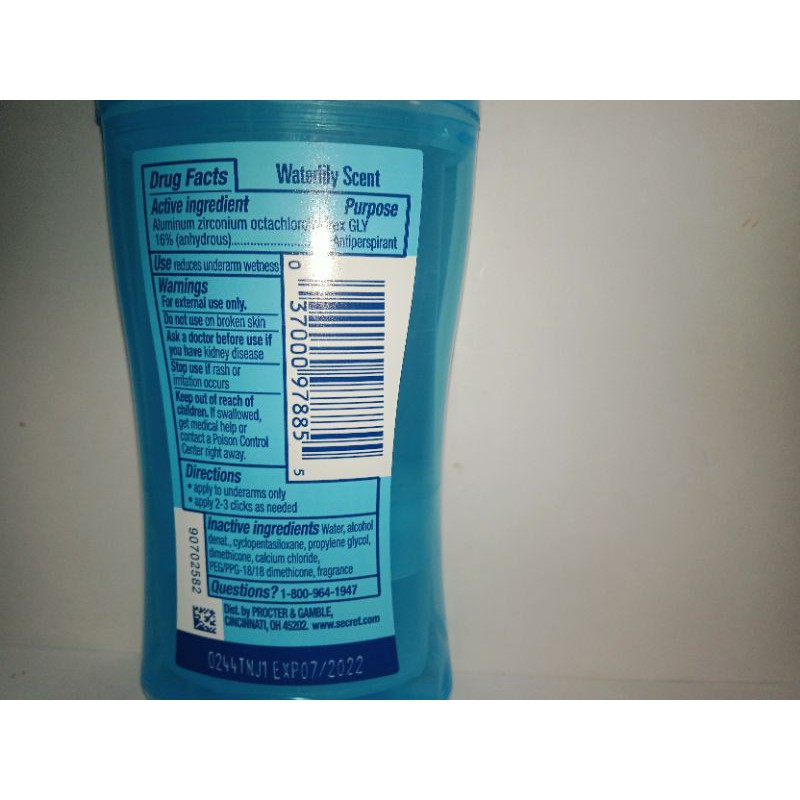 Drug Facts
Waterlily Scent
Active ingredient Purpose
Aluminum zirconium GLY
16% (anhydrous).................... Antiperspirant
Use reduces underarm wetness
Warnings
For external use only.
Do not use on broken skin
Ask a doctor before use if
you have kidney disease
Stop use if rash or
irritation occurs
Keep out of reach of
children. If swallowed,
get medical help or
contact a Poison Control
Center right away.
0 37000 97885 5
Directions
• apply to underarms only
• apply 2-3 clicks as needed
Inactive ingredients Water, alcohol
denat., cyclopentasiloxane, propylene glycol,
dimethicone, calcium chloride,
PEG/PPG-18/18 dimethicone, fragrance
90702582
Questions? 1-800-964-1947
Dist. by PROCTER & GAMBLE,
CINCINNATI, OH 45202. www.secret.com
0244TNJ1 EXP07/2022